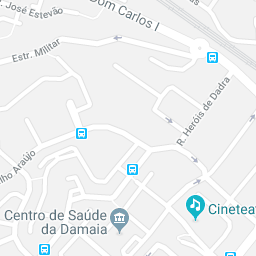 José Estevão
Dom Carlos I
Estr. Militar
R. Heróis de Dadra
lho Araújo
Centro de Saúde
da Damaia
Cineteat